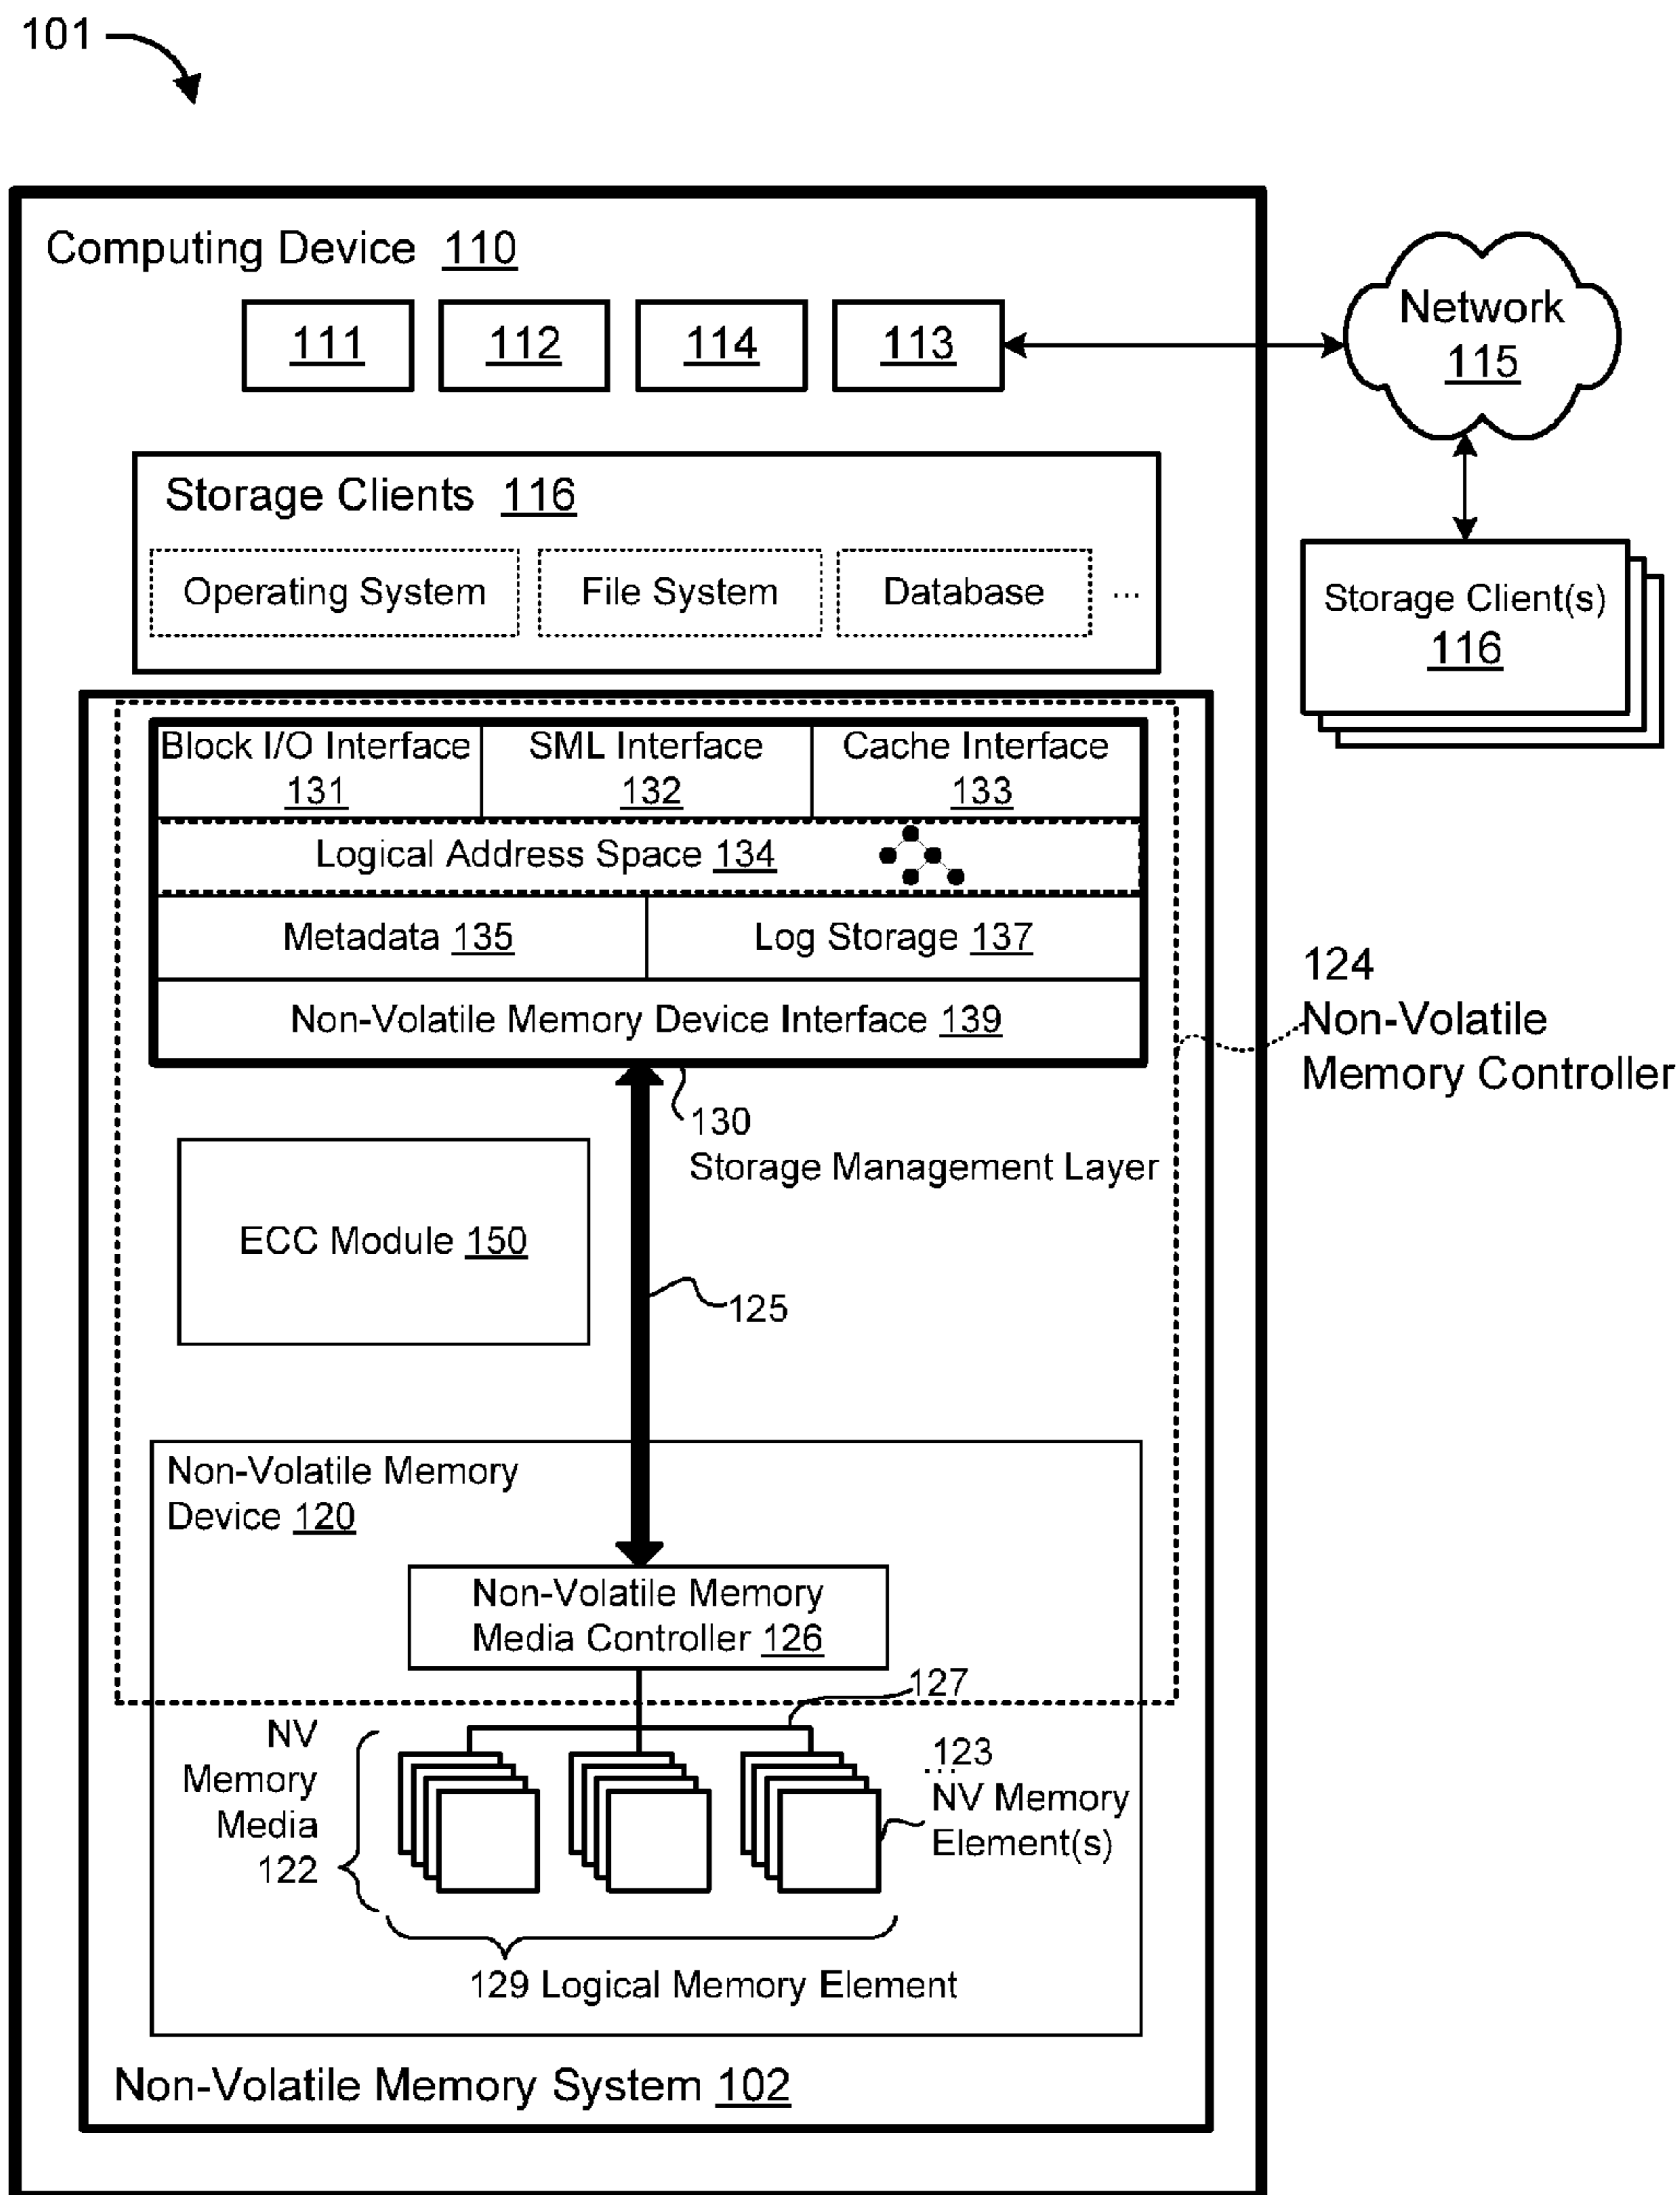 101
Computing Device 110
111 112 114 113
Network
115
Storage Clients 116
Operating System File System Database ...
Storage Client(s)
116
Block I/O Interface
131
SML Interface
132
Cache Interface
133
Logical Address Space 134
Metadata 135 Log Storage 137
Non-Volatile Memory Device Interface 139
124
Non-Volatile
Memory Controller
130
Storage Management Layer
ECC Module 150
125
Non-Volatile Memory
Device 120
Non-Volatile Memory
Media Controller 126
127
NV
Memory
Media
122
...
123
NV Memory
Element(s)
129 Logical Memory Element
Non-Volatile Memory System 102